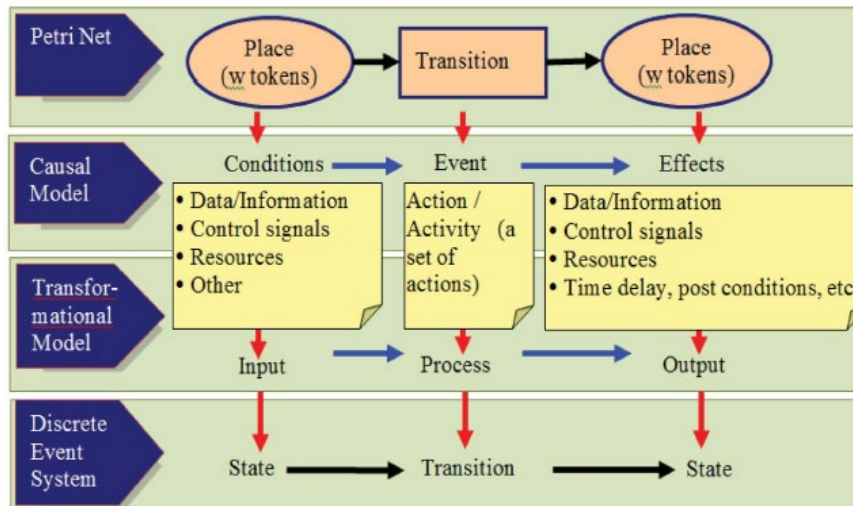 Petri Net
Place
(w tokens)
Transition
Place
(w tokens)
Causal
Model
Conditions
Event
Effects
• Data/Information
• Control signals
• Resources
• Other
Action /
Activity (a
set of
actions)
• Data/Information
• Control signals
• Resources
• Time delay, post conditions, etc
Transfor-
mational
Model
Input
Process
Output
Discrete
Event
System
State
Transition
State